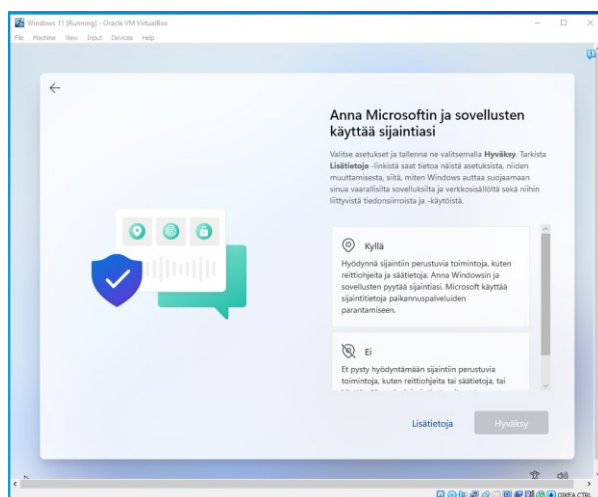 Windows 11 [Running] - Oracle VM VirtualBox
File Machine View Input Devices Help
Anna Microsoftin ja sovellusten
käyttää sijaintiasi
Valitse asetukset ja tallenna ne valitsemalla Hyväksy. Tarkista
Lisätietoja -linkistä saat tietoa näistä asetuksista, niiden
muuttamisesta, siitä, miten Windows auttaa suojaamaan
sinua vaarallisilta sovelluksilta ja verkkosisällöltä sekä niihin
liittyvistä tiedonsiirroista ja -käytöistä.
Kyllä
Hyödynnä sijaintiin perustuvia toimintoja, kuten
reittiohjeita ja säätietoja. Anna Windowsin ja
sovellusten pyytää sijaintiasi. Microsoft käyttää
sijaintitietoja paikannuspalveluiden
parantamiseen.
Ei
Et pysty hyödyntämään sijaintiin perustuvia
toimintoja, kuten reittiohjeita tai säätietoja, tai
Lisätietoja Hyväksy
OIKEA CTRL